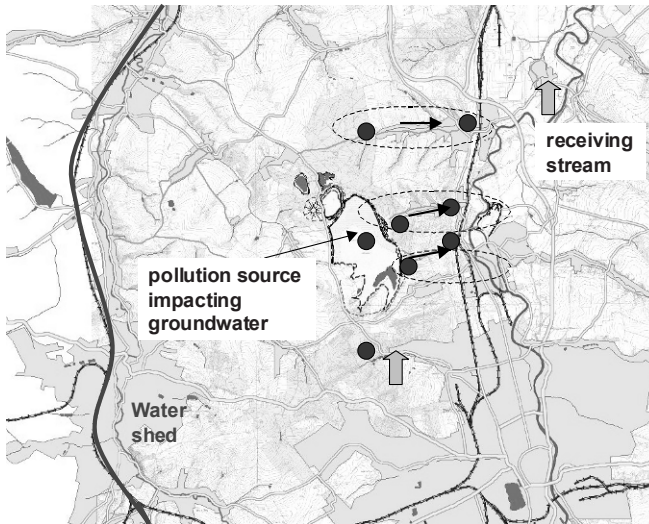 receiving
stream
pollution source
impacting
groundwater
Water
shed